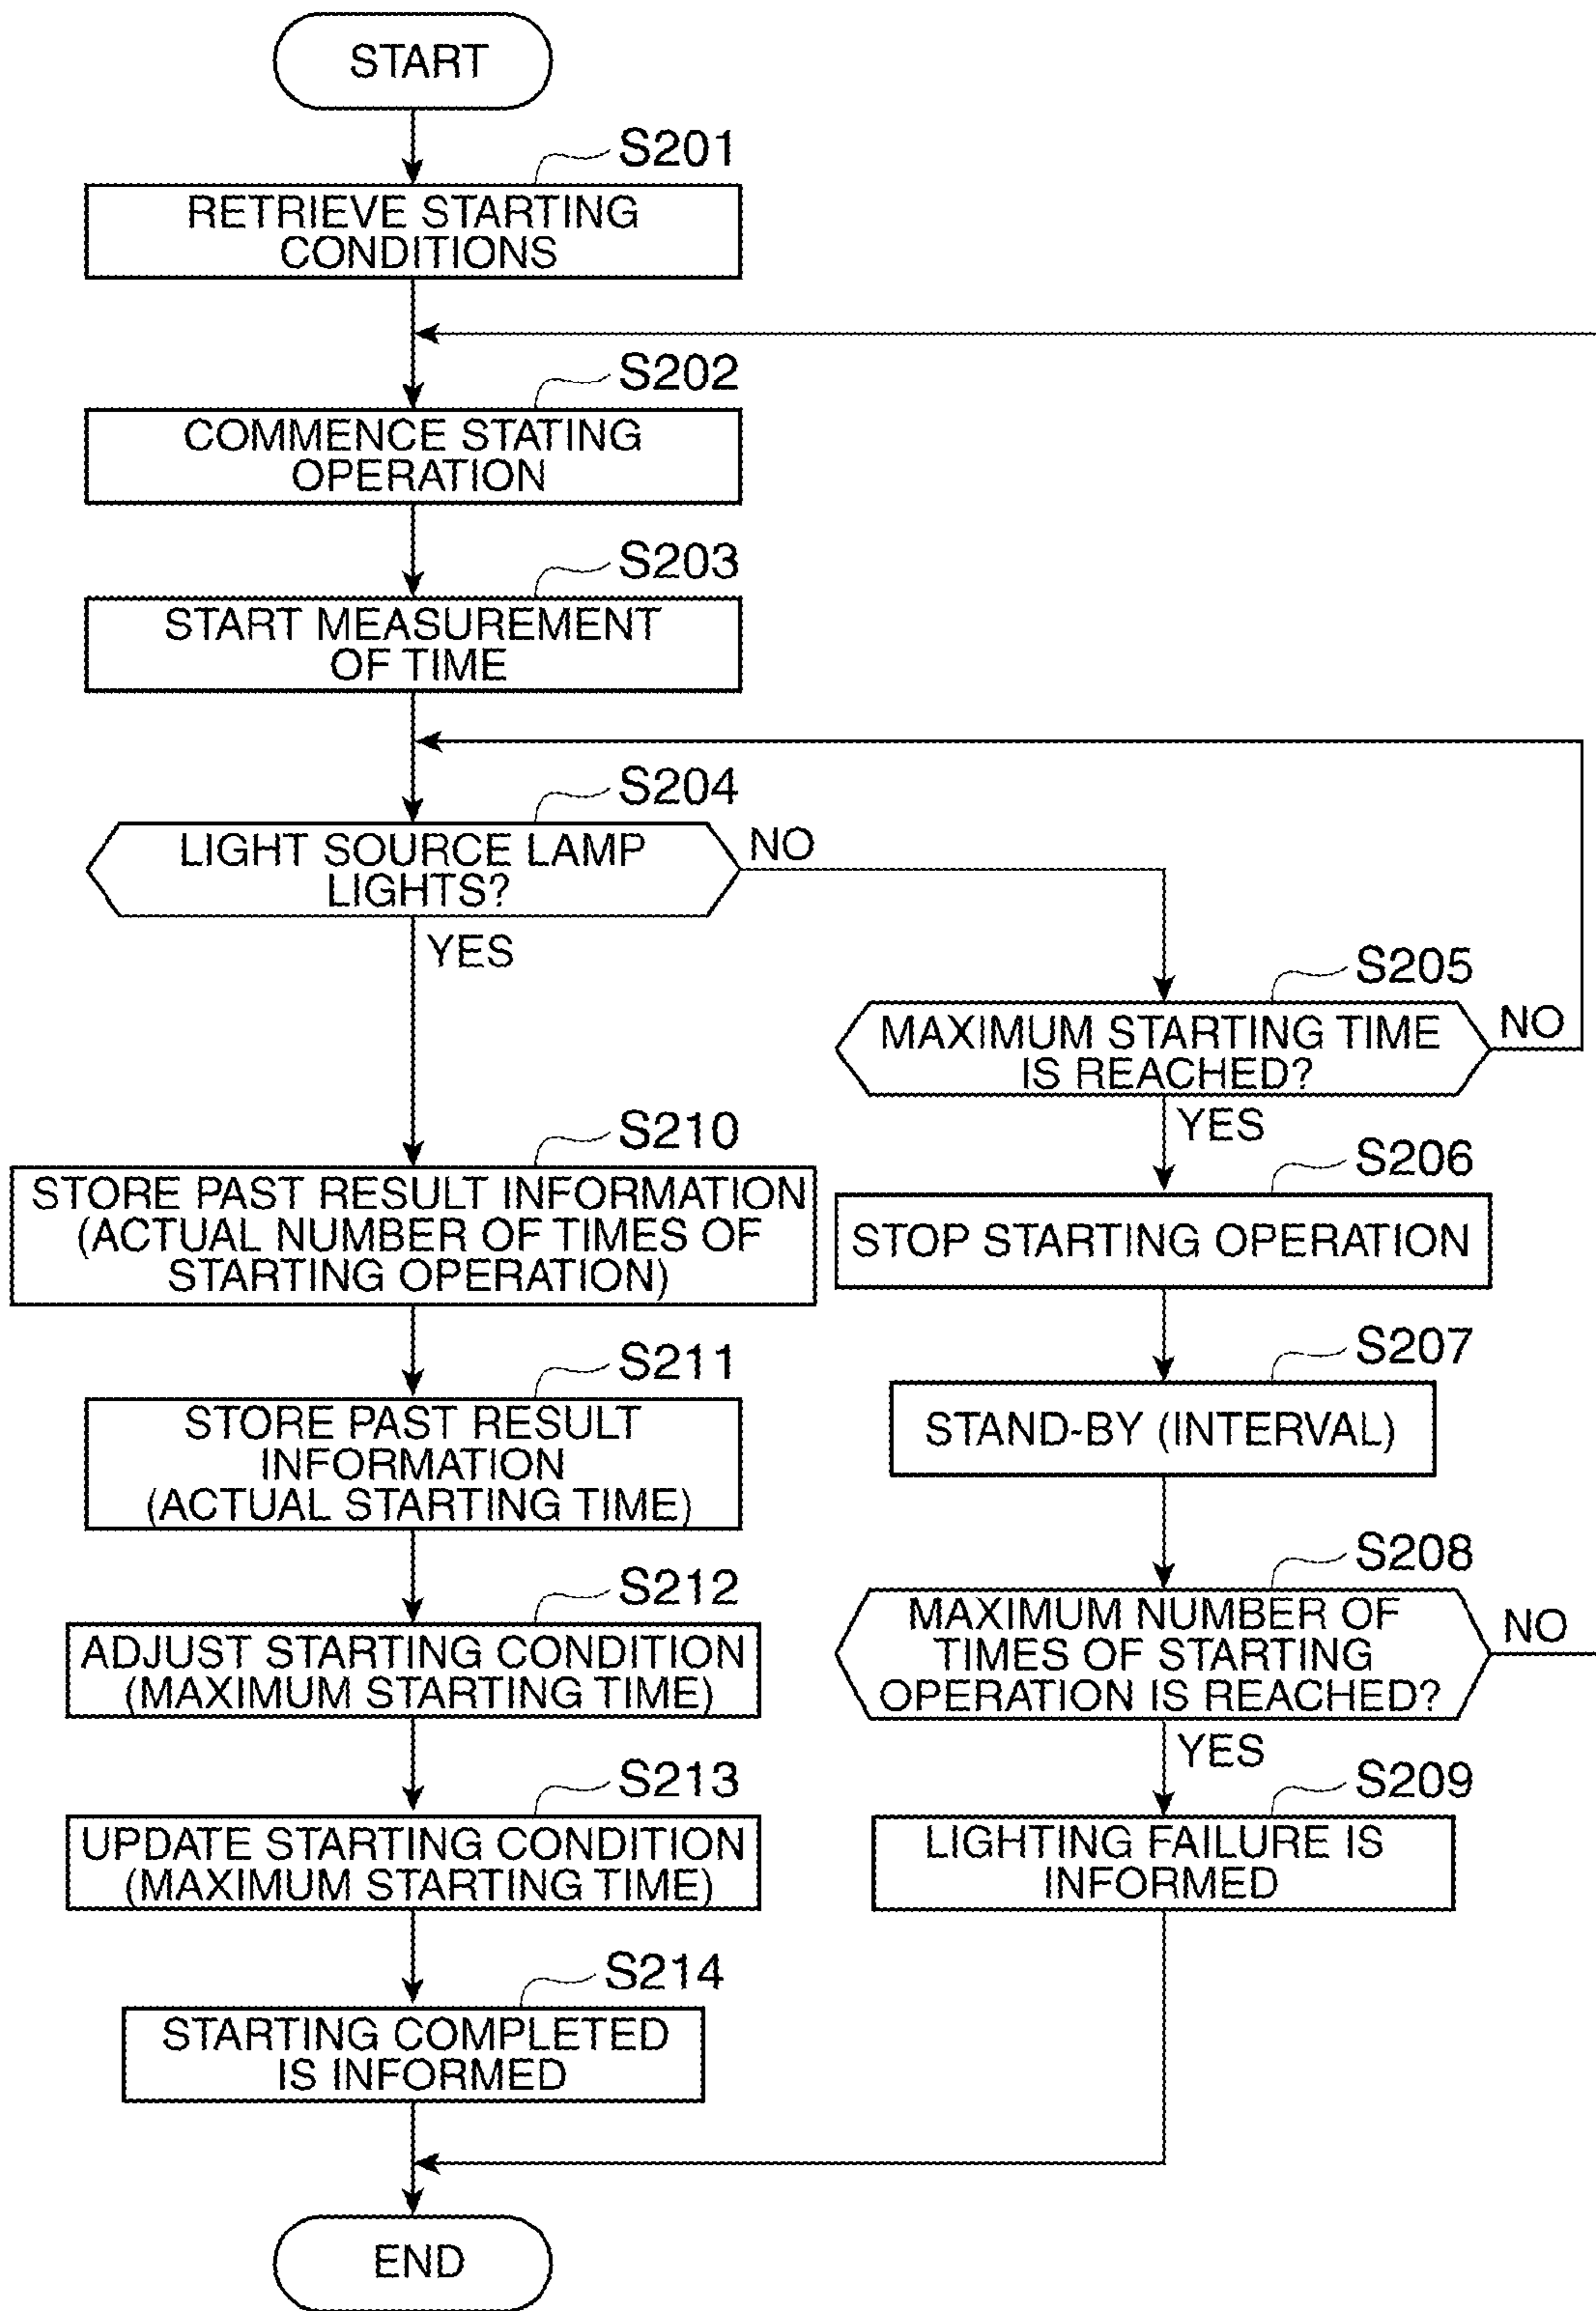 START
S201
RETRIEVE STARTING
CONDITIONS
S202
COMMENCE STATING
OPERATION
S203
START MEASUREMENT
OF TIME
S204
LIGHT SOURCE LAMP
LIGHTS?
NO
YES
S205
MAXIMUM STARTING TIME
IS REACHED?
NO
YES
S206
STOP STARTING OPERATION
S207
STAND-BY (INTERVAL)
S208
MAXIMUM NUMBER OF
TIMES OF STARTING
OPERATION IS REACHED?
NO
YES
S209
LIGHTING FAILURE IS
INFORMED
S210
STORE PAST RESULT INFORMATION
(ACTUAL NUMBER OF TIMES OF
STARTING OPERATION)
S211
STORE PAST RESULT
INFORMATION
(ACTUAL STARTING TIME)
S212
ADJUST STARTING CONDITION
(MAXIMUM STARTING TIME)
S213
UPDATE STARTING CONDITION
(MAXIMUM STARTING TIME)
S214
STARTING COMPLETED
IS INFORMED
END